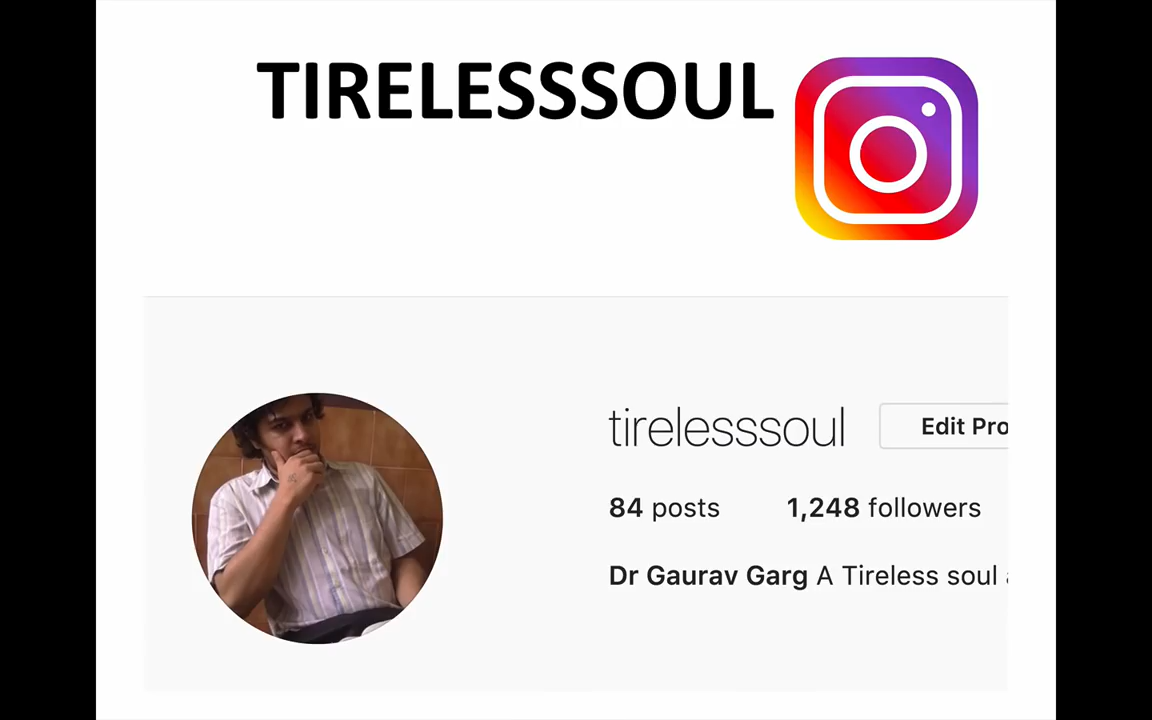 TIRELESSSOUL
tirelesssoul Edit Pro
84 posts 1,248 followers
Dr Gaurav Garg A Tireless soul